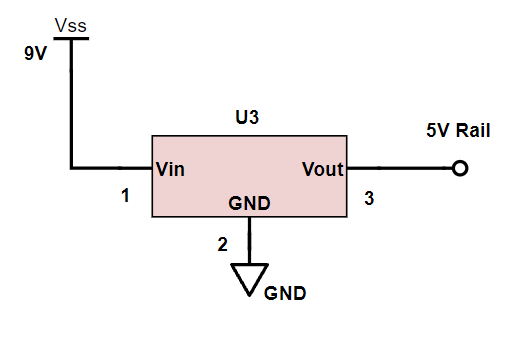 Vss
9V
U3
5V Rail
Vin
Vout
1
GND
3
2
GND